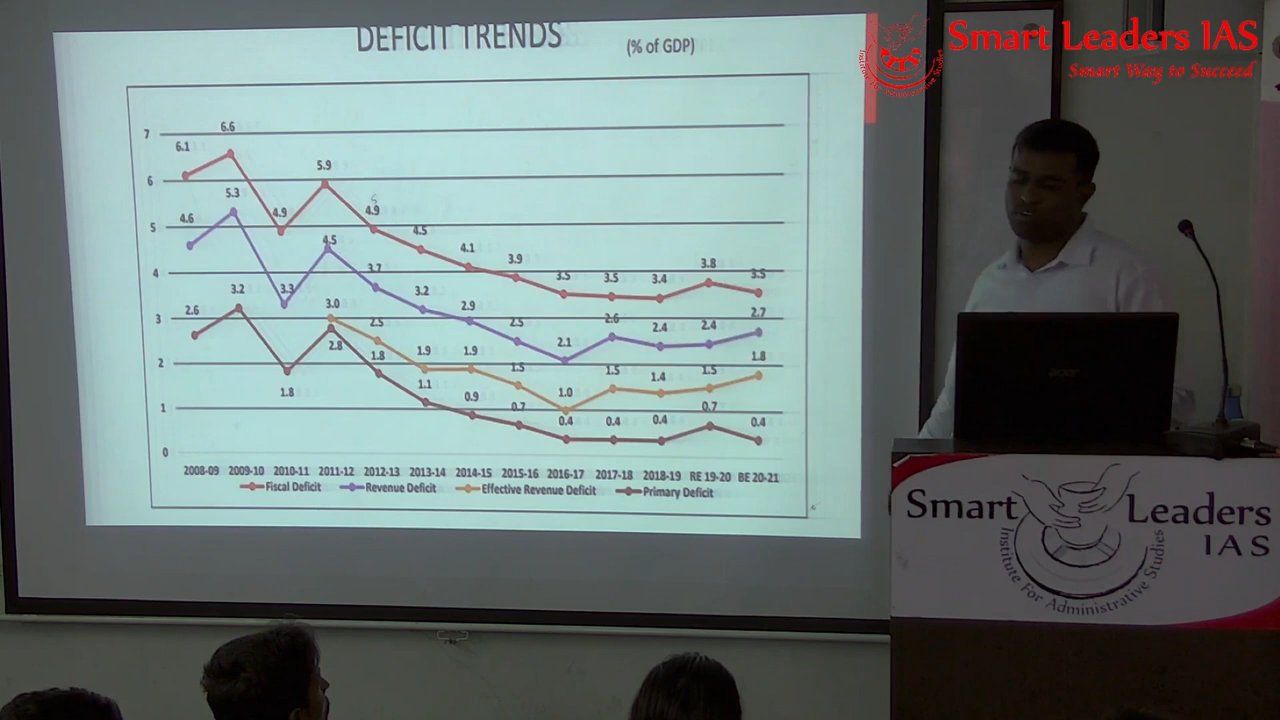 DEFICIT TRENDS (% of GDP)
Smart Leaders IAS
Smart Way to Succeed
7
6.1 6.6 5.9
6
4.6 5.3 4.9 4.9 4.5 4.1 3.9 3.5 3.5 3.4 3.8 3.5
5
4.5 3.7
4
2.6 3.2 3.3 3.0 3.2 2.9 2.5 2.1 2.6 2.4 2.4 2.7
3
2.8 2.5
2
1.8 1.8 1.9 1.9 1.5 1.0 1.5 1.4 1.5 1.8
1
1.1 0.9 0.7 0.4 0.4 0.4 0.7 0.4
0
2008-09 2009-10 2010-11 2011-12 2012-13 2013-14 2014-15 2015-16 2016-17 2017-18 2018-19 RE 19-20 BE 20-21
Fiscal Deficit Revenue Deficit Effective Revenue Deficit Primary Deficit
acer
Smart Leaders
IAS
Institute For Administrative Studies